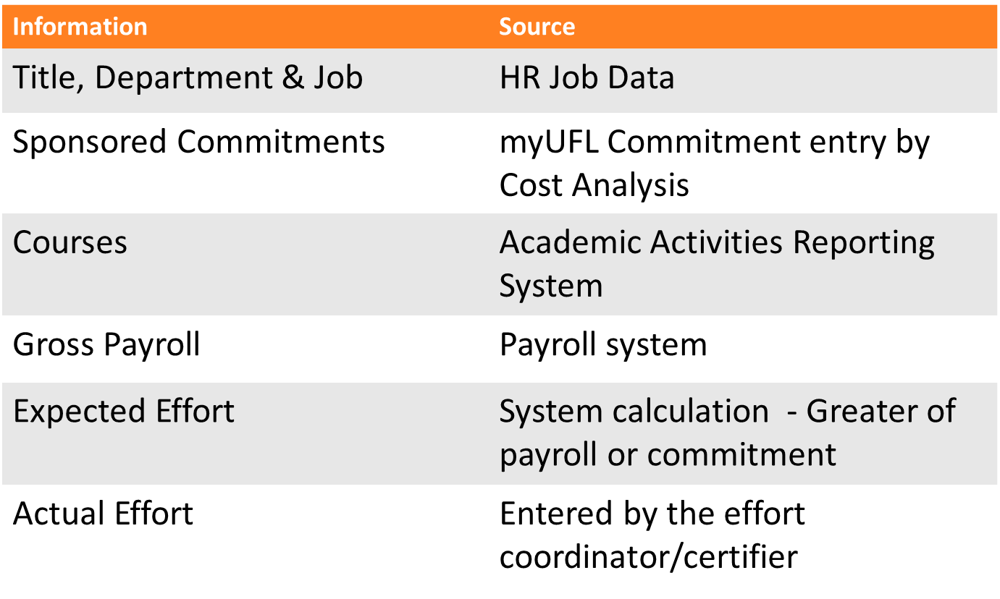 Information Source
Title, Department & Job HR Job Data
Sponsored Commitments myUFL Commitment entry by
Cost Analysis
Courses Academic Activities Reporting
System
Gross Payroll Payroll system
Expected Effort System calculation  - Greater of
payroll or commitment
Actual Effort Entered by the effort
coordinator/certifier